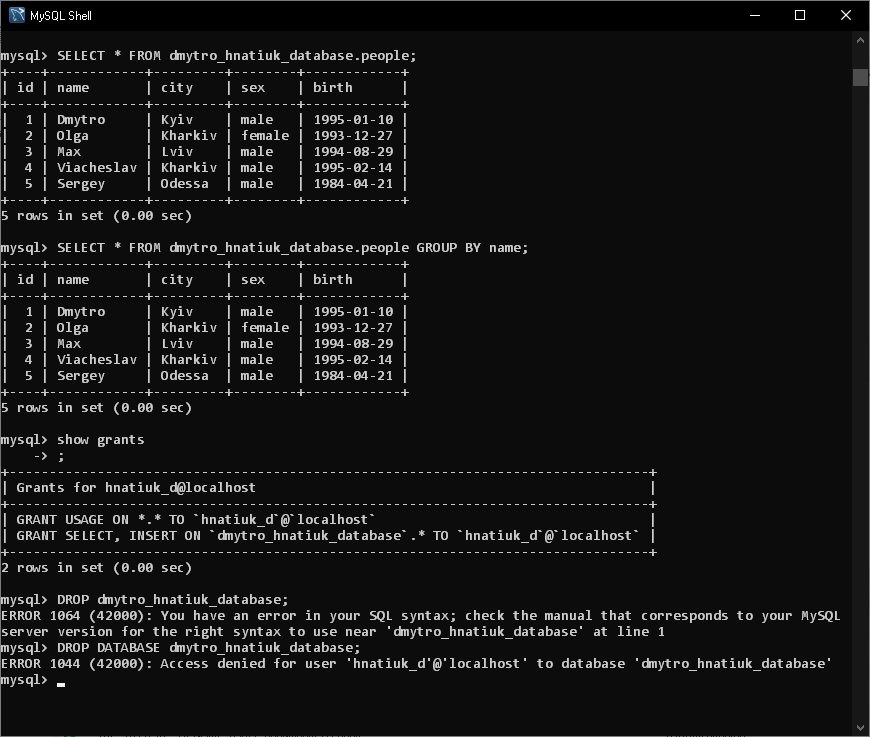 MySQL Shell
mysql> SELECT * FROM dmytro_hnatiuk_database.people;
+----+------------+---------+--------+------------+
| id | name       | city    | sex    | birth      |
+----+------------+---------+--------+------------+
|  1 | Dmytro     | Kyiv    | male   | 1995-01-10 |
|  2 | Olga       | Kharkiv | female | 1993-12-27 |
|  3 | Max        | Lviv    | male   | 1994-08-29 |
|  4 | Viacheslav | Kharkiv | male   | 1995-02-14 |
|  5 | Sergey     | Odessa  | male   | 1984-04-21 |
+----+------------+---------+--------+------------+
5 rows in set (0.00 sec)
mysql> SELECT * FROM dmytro_hnatiuk_database.people GROUP BY name;
+----+------------+---------+--------+------------+
| id | name       | city    | sex    | birth      |
+----+------------+---------+--------+------------+
|  1 | Dmytro     | Kyiv    | male   | 1995-01-10 |
|  2 | Olga       | Kharkiv | female | 1993-12-27 |
|  3 | Max        | Lviv    | male   | 1994-08-29 |
|  4 | Viacheslav | Kharkiv | male   | 1995-02-14 |
|  5 | Sergey     | Odessa  | male   | 1984-04-21 |
+----+------------+---------+--------+------------+
5 rows in set (0.00 sec)
mysql> show grants
    -> ;
+--------------------------------------------------------------------------------+
| Grants for hnatiuk_d@localhost                                                 |
+--------------------------------------------------------------------------------+
| GRANT USAGE ON *.* TO `hnatiuk_d`@`localhost`                                  |
| GRANT SELECT, INSERT ON `dmytro_hnatiuk_database`.* TO `hnatiuk_d`@`localhost` |
+--------------------------------------------------------------------------------+
2 rows in set (0.00 sec)
mysql> DROP dmytro_hnatiuk_database;
ERROR 1064 (42000): You have an error in your SQL syntax; check the manual that corresponds to your MySQL
server version for the right syntax to use near 'dmytro_hnatiuk_database' at line 1
mysql> DROP DATABASE dmytro_hnatiuk_database;
ERROR 1044 (42000): Access denied for user 'hnatiuk_d'@'localhost' to database 'dmytro_hnatiuk_database'
mysql>